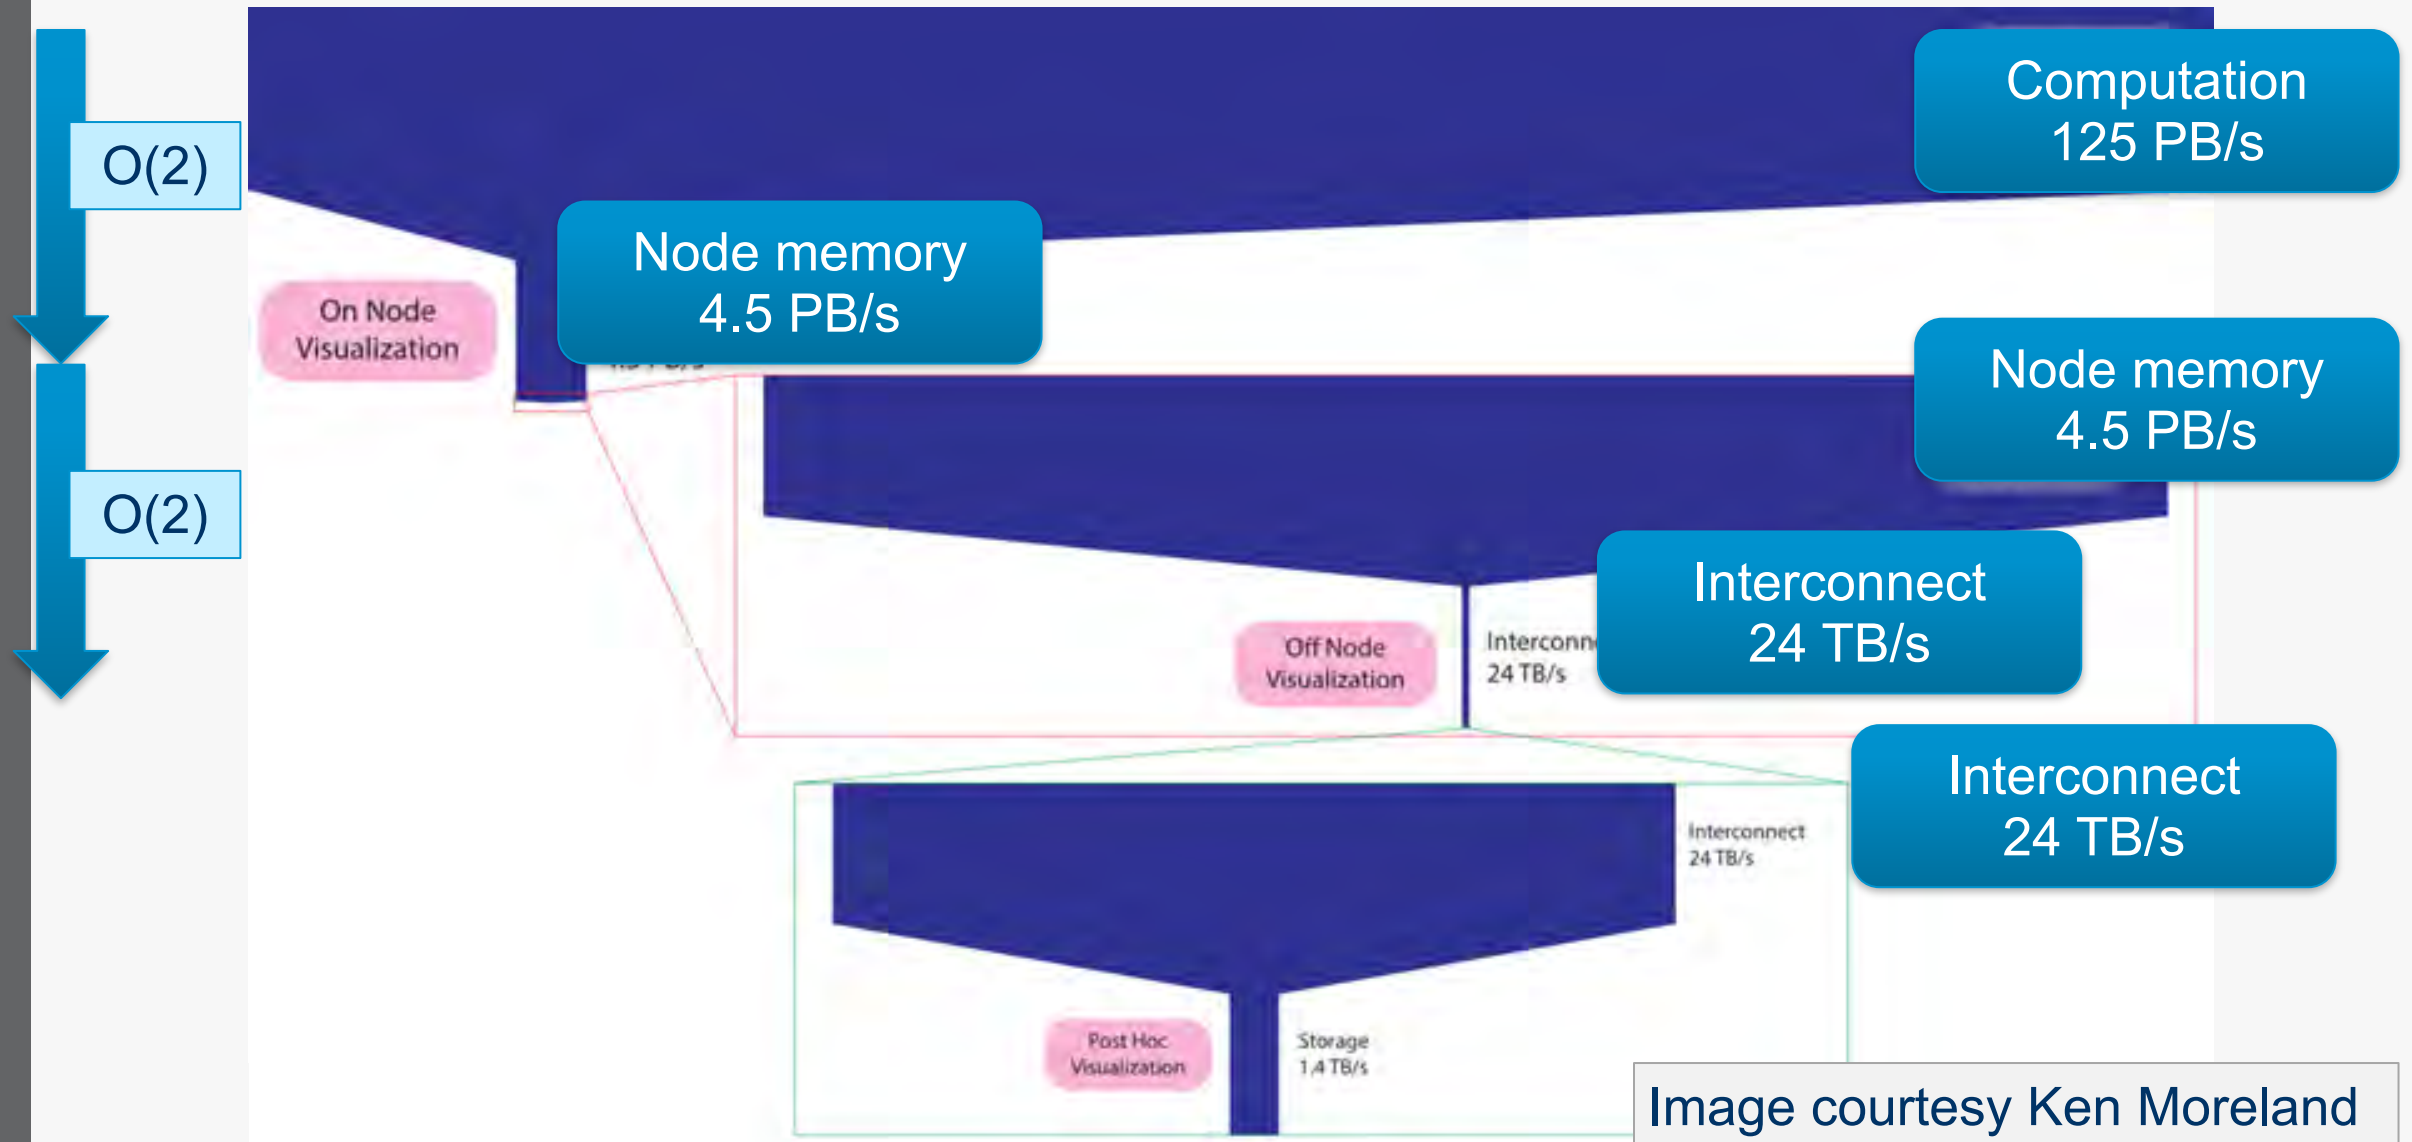 Computation
125 PB/s
O(2)
Node memory
4.5 PB/s
On Node
Visualization
Node memory
4.5 PB/s
O(2)
Interconnect
24 TB/s
Off Node
Visualization
24 TB/s
Interconnect
24 TB/s
Interconnect
24 TB/s
Post Hoc
Visualization
Storage
1.4 TB/s
Image courtesy Ken Moreland